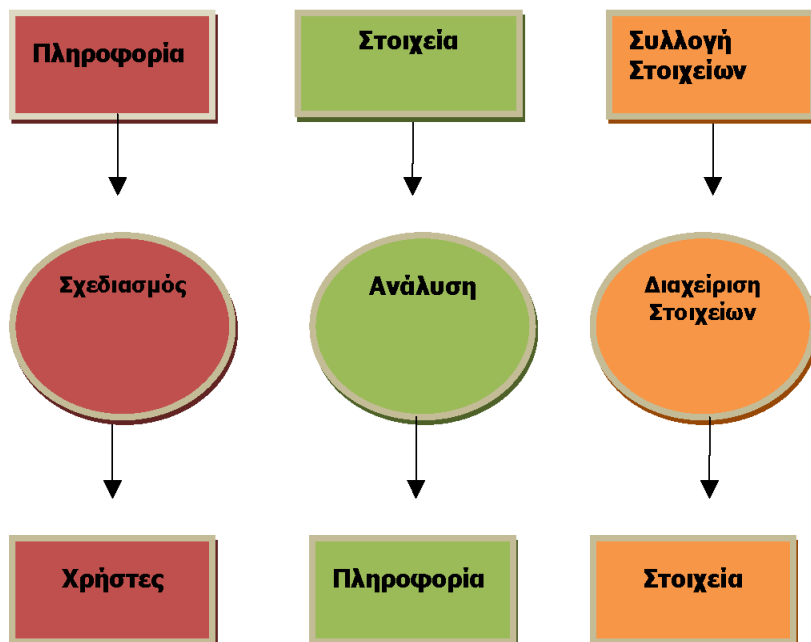 Πληροφορία
Στοιχεία
Συλλογή
Στοιχείων
Σχεδιασμός
Ανάλυση
Διαχείριση
Στοιχείων
Χρήστες
Πληροφορία
Στοιχεία